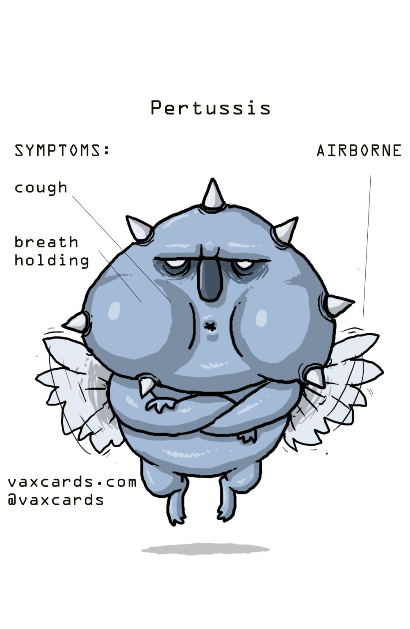 Pertussis
SYMPTOMS:
AIRBORNE
cough
breath
holding
vaxcards.com
@vaxcards